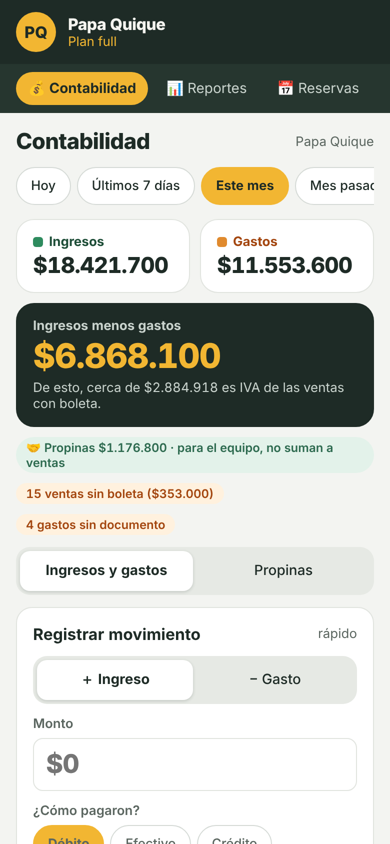 PQ
Papa Quique
Plan full
💰 Contabilidad
📊 Reportes
📅 Reservas
Contabilidad
Papa Quique
Hoy
Últimos 7 días
Este mes
Mes pasad
Ingresos
$18.421.700
Gastos
$11.553.600
Ingresos menos gastos
$6.868.100
De esto, cerca de $2.884.918 es IVA de las ventas
con boleta.
🤝 Propinas $1.176.800 · para el equipo, no suman a
ventas
15 ventas sin boleta ($353.000)
4 gastos sin documento
Ingresos y gastos
Propinas
Registrar movimiento
rápido
+ Ingreso
− Gasto
Monto
$0
¿Cómo pagaron?
Débito
Efectivo
Crédito